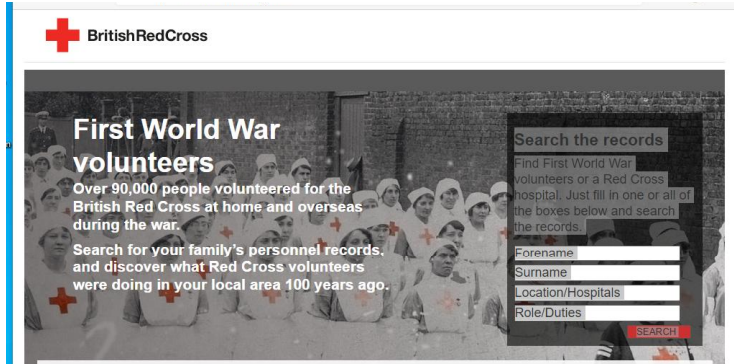 BritishRedCross
First World War
volunteers
Over 90,000 people volunteered for the
British Red Cross at home and overseas
during the war.
Search for your family's personnel records,
and discover what Red Cross volunteers
were doing in your local area 100 years ago.
Search the records
Find First World War
volunteers or a Red Cross
hospital. Just fill in one or all of
the boxes below and search
the records.
Forename
Surname
Location/Hospitals
Role/Duties
SEARCH